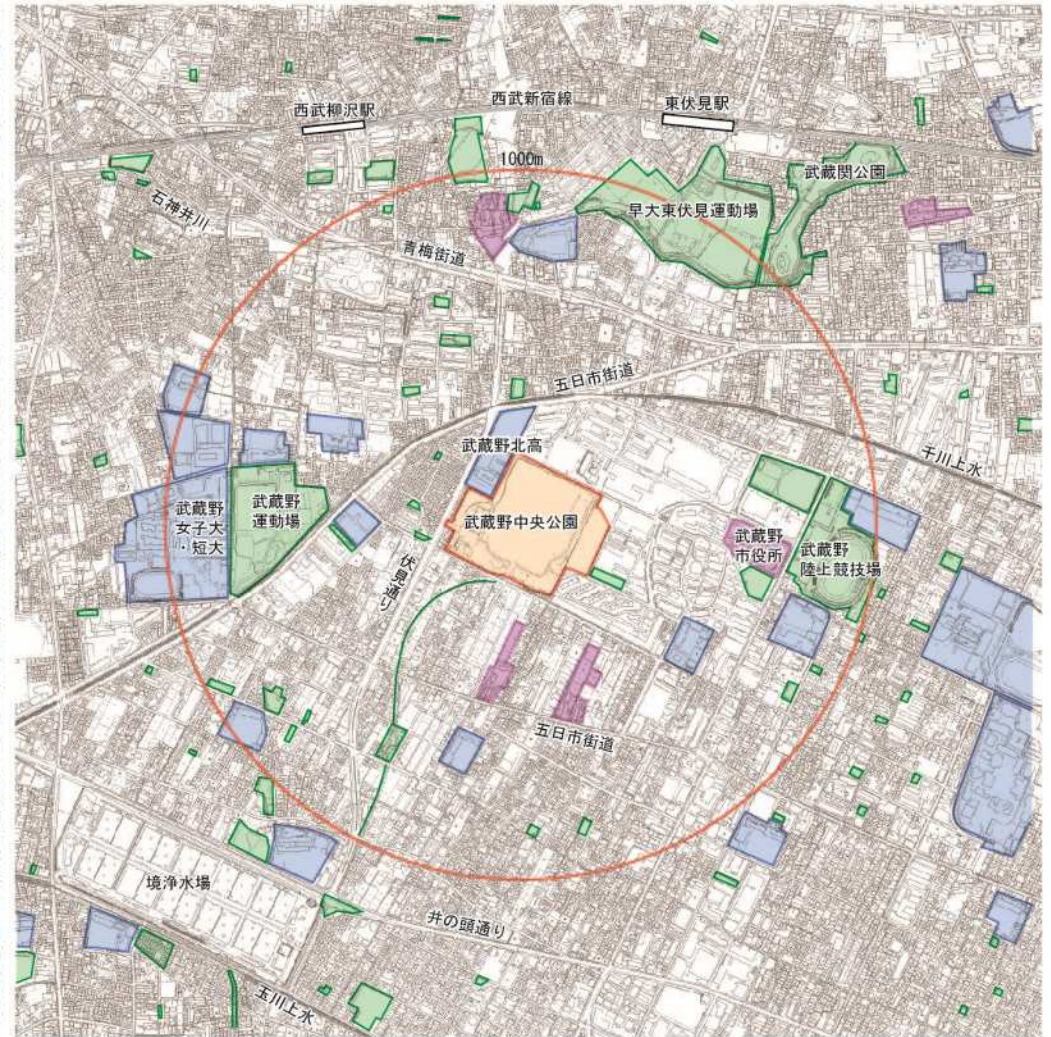 西武新宿線
東伏見駅
西武柳沢駅
1000m
武蔵関公園
石神井川
早大東伏見運動場
青梅街道
五日市街道
武蔵野北高
千川上水
武蔵野
女子大
・短大
武蔵野
運動場
武蔵野中央公園
武蔵野
市役所
武蔵野
陸上競技場
伏見通り
五日市街道
境浄水場
井の頭通り
玉川上水